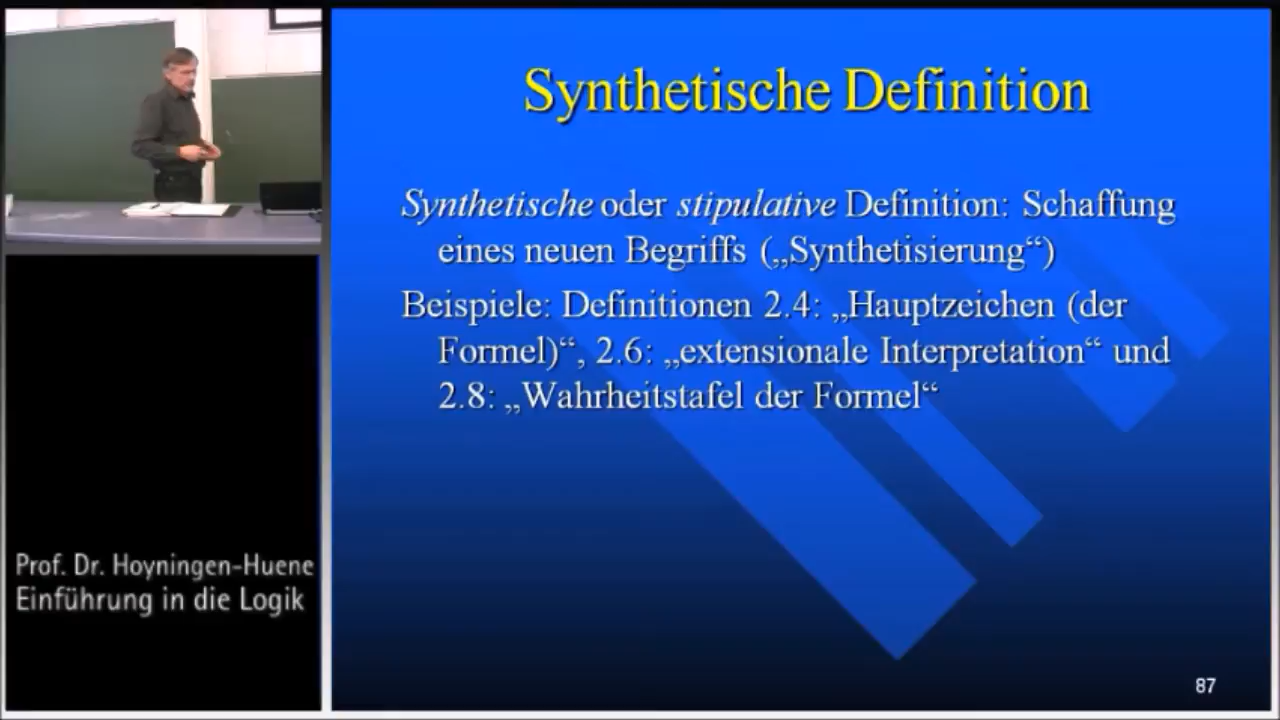 Synthetische Definition
Synthetische oder stipulative Definition: Schaffung
eines neuen Begriffs („Synthetisierung“)
Beispiele: Definitionen 2.4: „Hauptzeichen (der
Formel)“, 2.6: „extensionale Interpretation“ und
2.8: „Wahrheitstafel der Formel“
Prof. Dr. Hoyningen-Huene
Einführung in die Logik
87